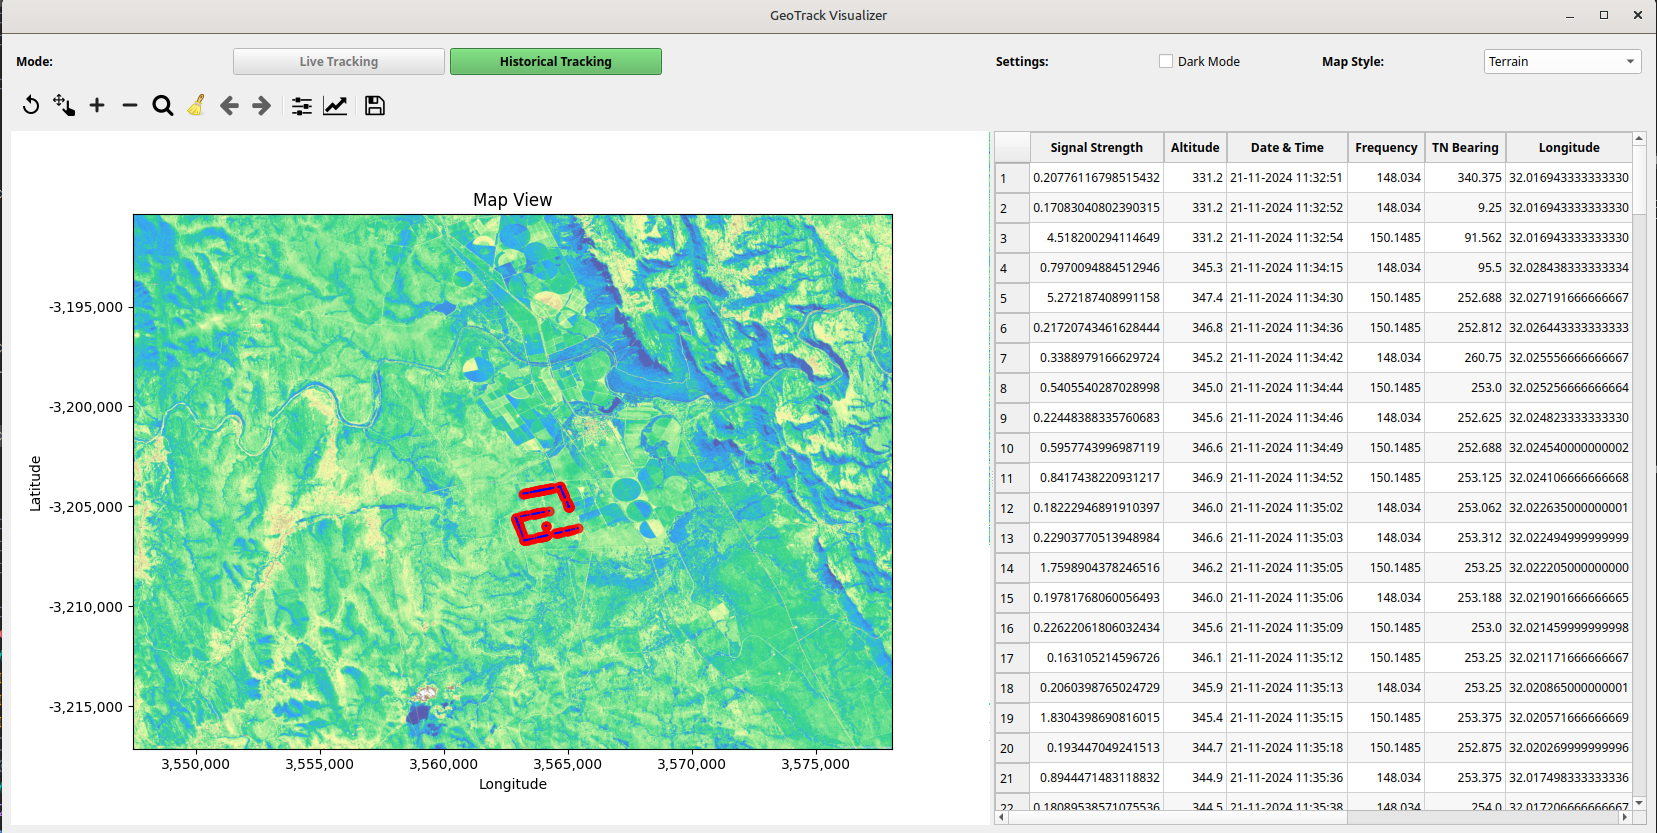 GeoTrack Visualizer
Mode: Live Tracking Historical Tracking Settings: Dark Mode Map Style: Terrain
Map View
-3,195,000
-3,200,000
-3,205,000
-3,210,000
-3,215,000
Latitude
3,550,000 3,555,000 3,560,000 3,565,000 3,570,000 3,575,000
Longitude
Signal Strength Altitude Date & Time Frequency TN Bearing Longitude
1 0.20776116798515432 331.2 21-11-2024 11:32:51 148.034 340.375 32.016943333333330
2 0.17083040802390315 331.2 21-11-2024 11:32:52 148.034 9.25 32.016943333333330
3 4.518200294114649 331.2 21-11-2024 11:32:54 150.1485 91.562 32.016943333333330
4 0.7970094884512946 345.3 21-11-2024 11:34:15 148.034 95.5 32.028438333333334
5 5.272187408991158 347.4 21-11-2024 11:34:30 150.1485 252.688 32.027191666666667
6 0.21720743461628444 346.8 21-11-2024 11:34:36 150.1485 252.812 32.026443333333333
7 0.3388979166629724 345.2 21-11-2024 11:34:42 148.034 260.75 32.025556666666667
8 0.5405540287028998 345.0 21-11-2024 11:34:44 150.1485 253.0 32.025256666666664
9 0.22448388335760683 345.6 21-11-2024 11:34:46 148.034 252.625 32.024823333333330
10 0.5957743996987119 346.6 21-11-2024 11:34:49 150.1485 252.688 32.024540000000002
11 0.8417438220931217 346.9 21-11-2024 11:34:52 150.1485 253.125 32.024106666666668
12 0.18222946891910397 346.0 21-11-2024 11:35:02 150.1485 253.062 32.022635000000001
13 0.22903770513948984 346.6 21-11-2024 11:35:03 148.034 253.312 32.022494999999999
14 1.7598904378246516 346.2 21-11-2024 11:35:05 148.034 253.25 32.022205000000000
15 0.19781768060056493 346.0 21-11-2024 11:35:06 148.034 253.188 32.021901666666665
16 0.22622061806032434 345.6 21-11-2024 11:35:09 150.1485 253.0 32.021459999999998
17 0.163105214596726 346.1 21-11-2024 11:35:12 150.1485 253.25 32.021171666666667
18 0.2060398765024729 345.9 21-11-2024 11:35:13 148.034 253.25 32.020865000000001
19 1.8304398690816015 345.4 21-11-2024 11:35:15 150.1485 253.375 32.020571666666669
20 0.193447049241513 344.7 21-11-2024 11:35:18 150.1485 252.875 32.020269999999996
21 0.8944471483118832 344.9 21-11-2024 11:35:36 148.034 253.375 32.017498333333336
22 0.18089538571075536 344.5 21-11-2024 11:35:38 148.034 254.0 32.017206666666667